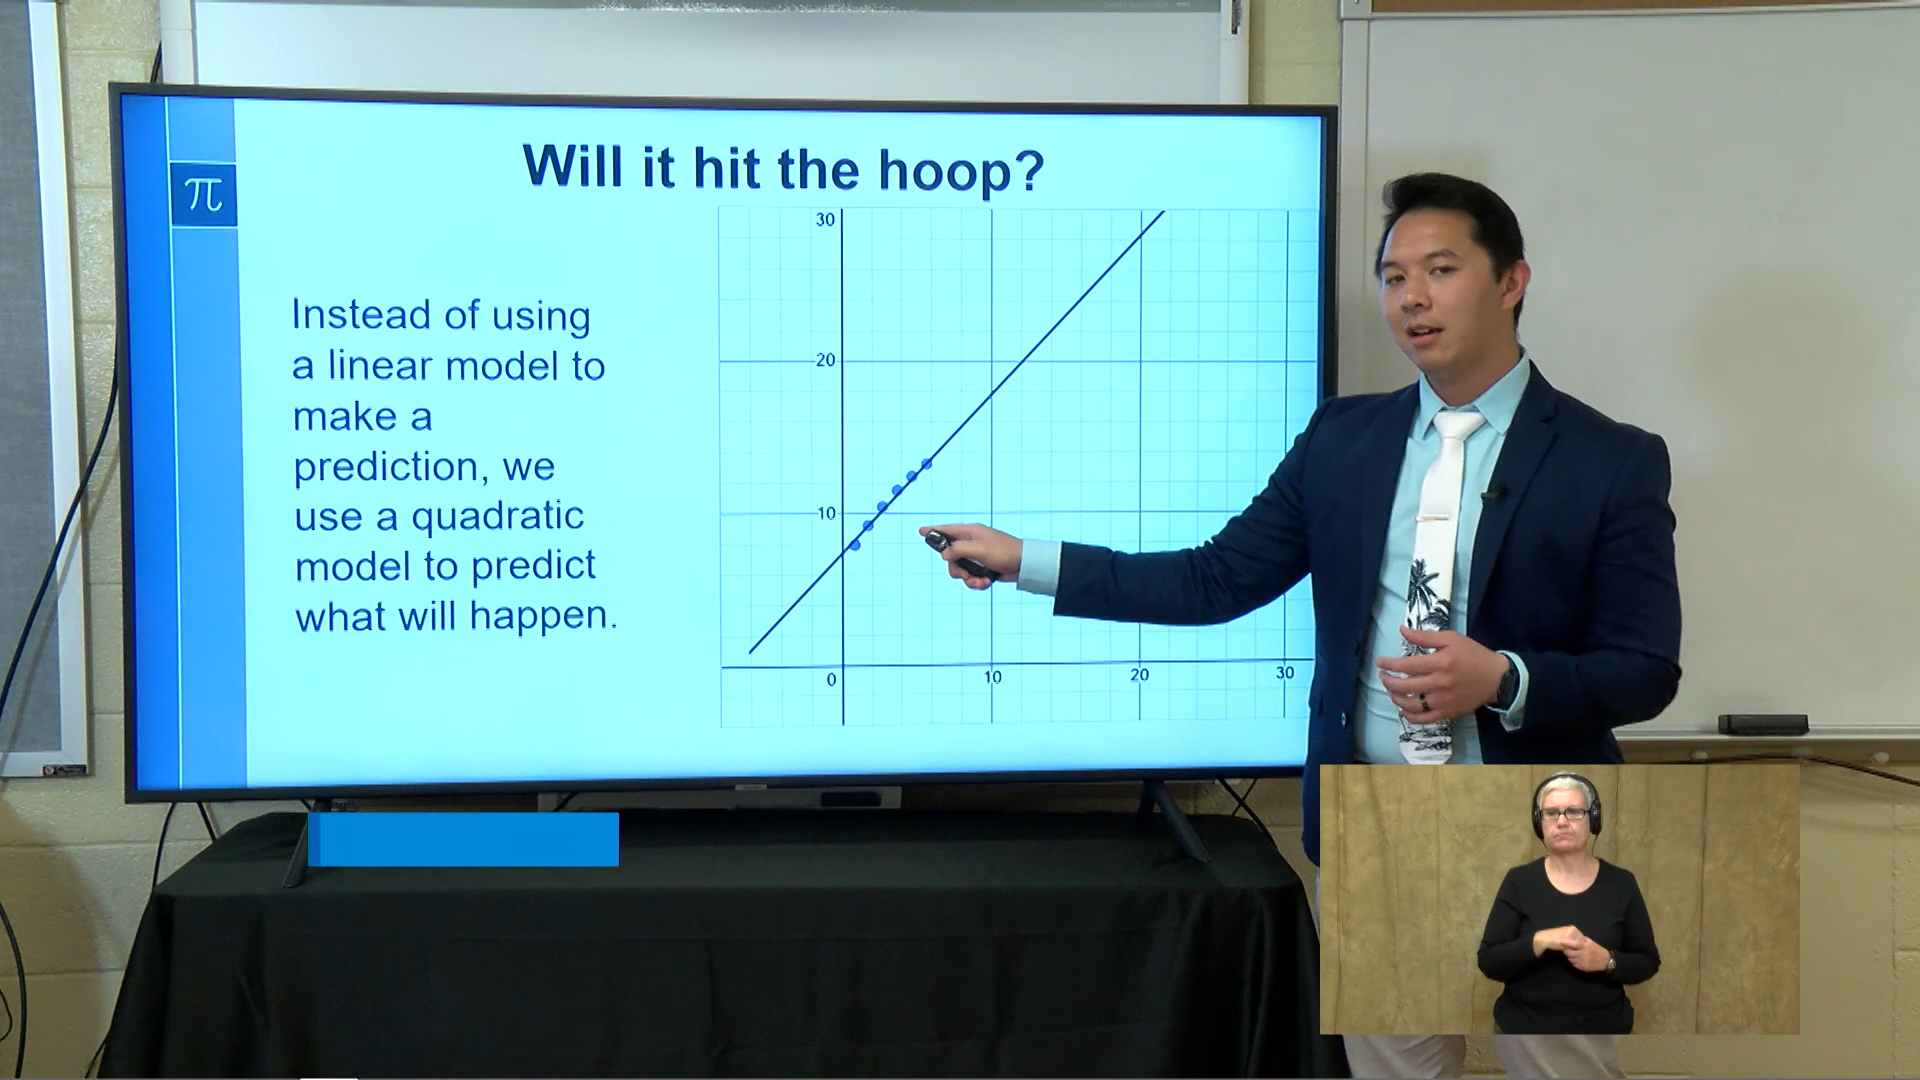 Will it hit the hoop?
π
Instead of using
a linear model to
make a
prediction, we
use a quadratic
model to predict
what will happen.
30
20
10
0
10
20
30